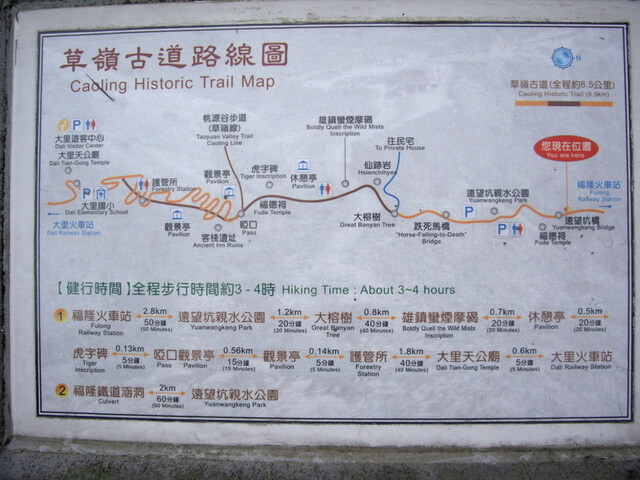 草嶺古道路線圖
Caoling Historic Trail Map
N
草嶺古道(全程約8.5公里)
Caoling Historic Trail (8.5km)
您現在位置
You are here
大里遊客中心
Dali Visitor Center
大里天公廟
Dali Tian-Gong Temple
P
大里國小
Dali Elementary School
大里火車站
Dali Railway Station
護管所
Forestry Station
觀景亭
Pavilion
桃源谷步道
(草嶺線)
Taoyuan Valley Trail
Caoling Line
觀景亭
Pavilion
客棧遺址
Ancient Inn Ruins
啞口
Pass
虎字碑
Tiger Inscription
福德祠
Fude Temple
休憩亭
Pavilion
雄鎮蠻煙摩碣
Boldly Quell the Wild Mists
Inscription
仙跡岩
Hsienchihyen
往民宅
To Private House
大榕樹
Great Banyan Tree
跌死馬橋
"Horse-Falling-to-Death"
Bridge
遠望坑親水公園
Yuanwangkeng Park
P
P
福德祠
Fude Temple
遠望坑橋
Yuanwangkeng Bridge
福隆火車站
Fulong
Railway Station
【健行時間】全程步行時間約3 - 4時 Hiking Time : About 3~4 hours
1 福隆火車站 2.8km 遠望坑親水公園 1.2km 大榕樹 0.8km 雄鎮蠻煙摩碣 0.7km 休憩亭 0.5km
Fulong Railway Station 50分鐘 (50 Minutes) Yuanwangkeng Park 20分鐘 (20 Minutes) Great Banyan Tree 40分鐘 (40 Minutes) Boldly Quell the Wild Mists Inscription 20分鐘 (20 Minutes) Pavilion 20分鐘 (20 Minutes)
虎字碑 0.13km 啞口觀景亭 0.56km 觀景亭 0.14km 護管所 1.8km 大里天公廟 0.6km 大里火車站
Tiger Inscription 5分鐘 (5 Minutes) Pavilion 15分鐘 (15 Minutes) Pavilion 5分鐘 (5 Minutes) Forestry Station 40分鐘 (40 Minutes) Dali Tian-Gong Temple 5分鐘 (5 Minutes) Dali Railway Station
2 福隆鐵道涵洞 2km 遠望坑親水公園
Culvert 60分鐘 (60 Minutes) Yuanwangkeng Park